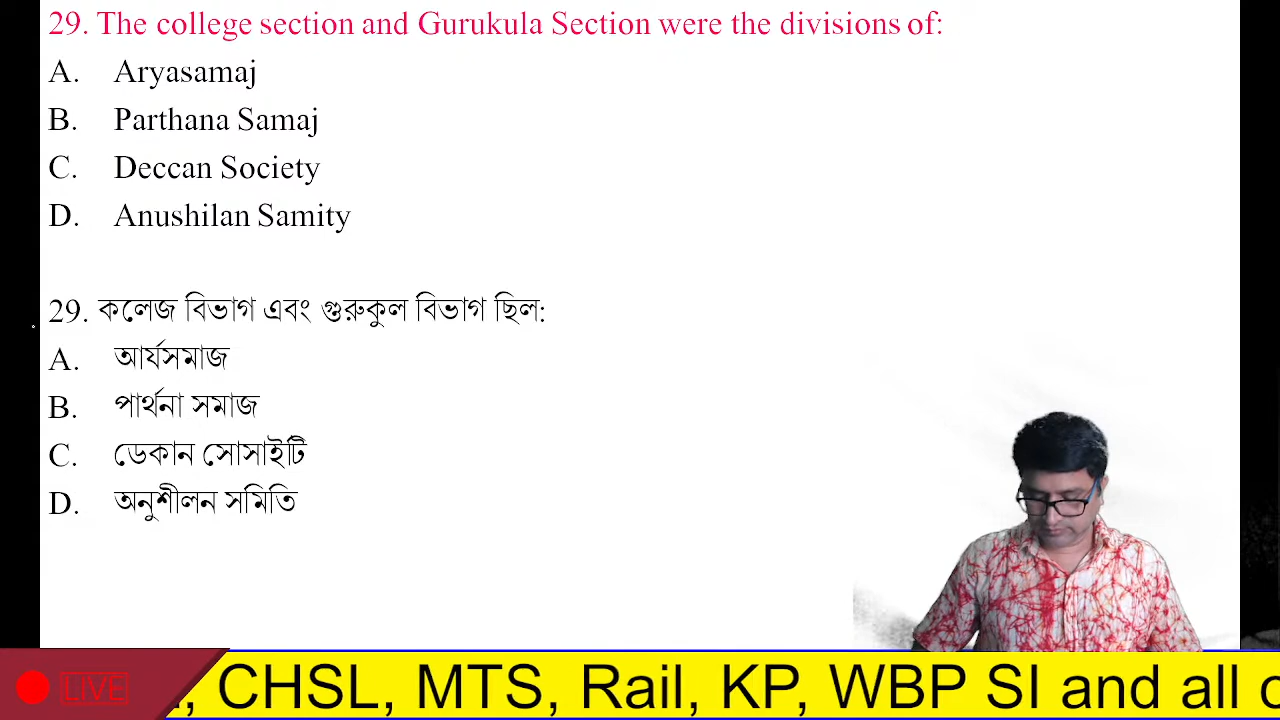 29. The college section and Gurukula Section were the divisions of:
A. Aryasamaj
B. Parthana Samaj
C. Deccan Society
D. Anushilan Samity
29. কলেজ বিভাগ এবং গুরুকুল বিভাগ ছিল:
A. আর্যসমাজ
B. পার্থনা সমাজ
C. ডেকান সোসাইটি
D. অনুশীলন সমিতি
LIVE
, CHSL, MTS, Rail, KP, WBP SI and all